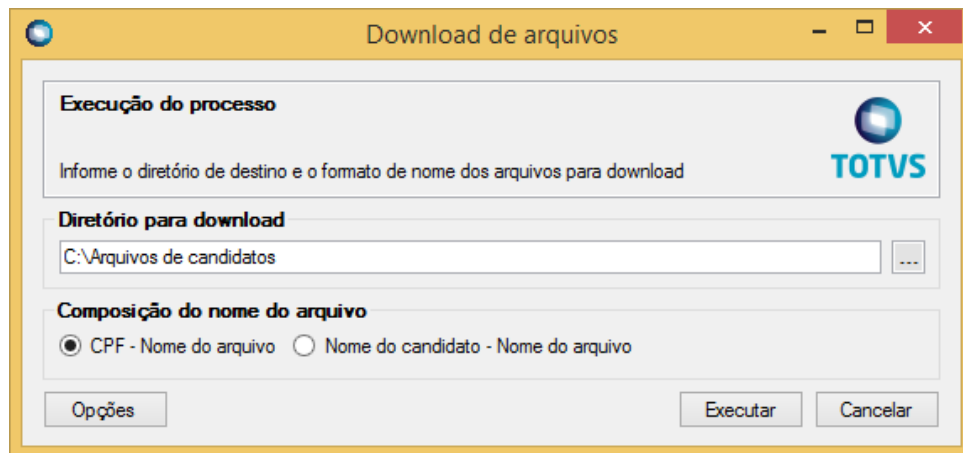 Download de arquivos
Execução do processo
Informe o diretório de destino e o formato de nome dos arquivos para download
TOTVS
Diretório para download
C:\Arquivos de candidatos
...
Composição do nome do arquivo
CPF - Nome do arquivo Nome do candidato - Nome do arquivo
Opções Executar Cancelar